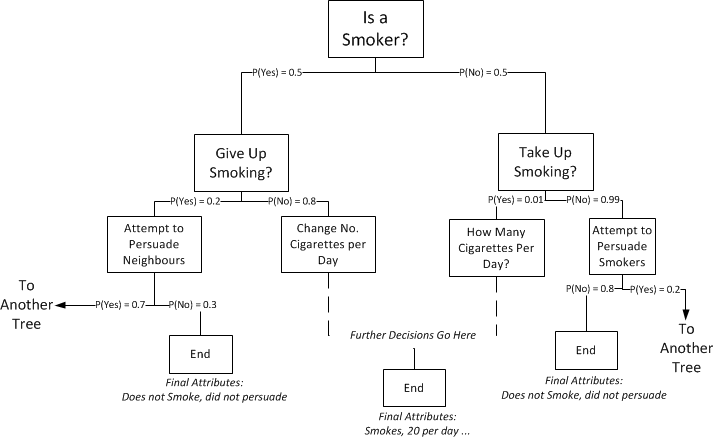 Is a
Smoker?
P(Yes) = 0.5
P(No) = 0.5
Give Up
Smoking?
Take Up
Smoking?
P(Yes) = 0.2
P(No) = 0.8
P(Yes) = 0.01
P(No) = 0.99
Attempt to
Persuade
Neighbours
Change No.
Cigarettes per
Day
How Many
Cigarettes Per
Day?
Attempt to
Persuade
Smokers
To
Another
Tree
P(Yes) = 0.7
P(No) = 0.3
P(No) = 0.8
P(Yes) = 0.2
To
Another
Tree
End
Final Attributes:
Does not Smoke, did not persuade
Further Decisions Go Here
End
Final Attributes:
Smokes, 20 per day ...
End
Final Attributes:
Does not Smoke, did not persuade